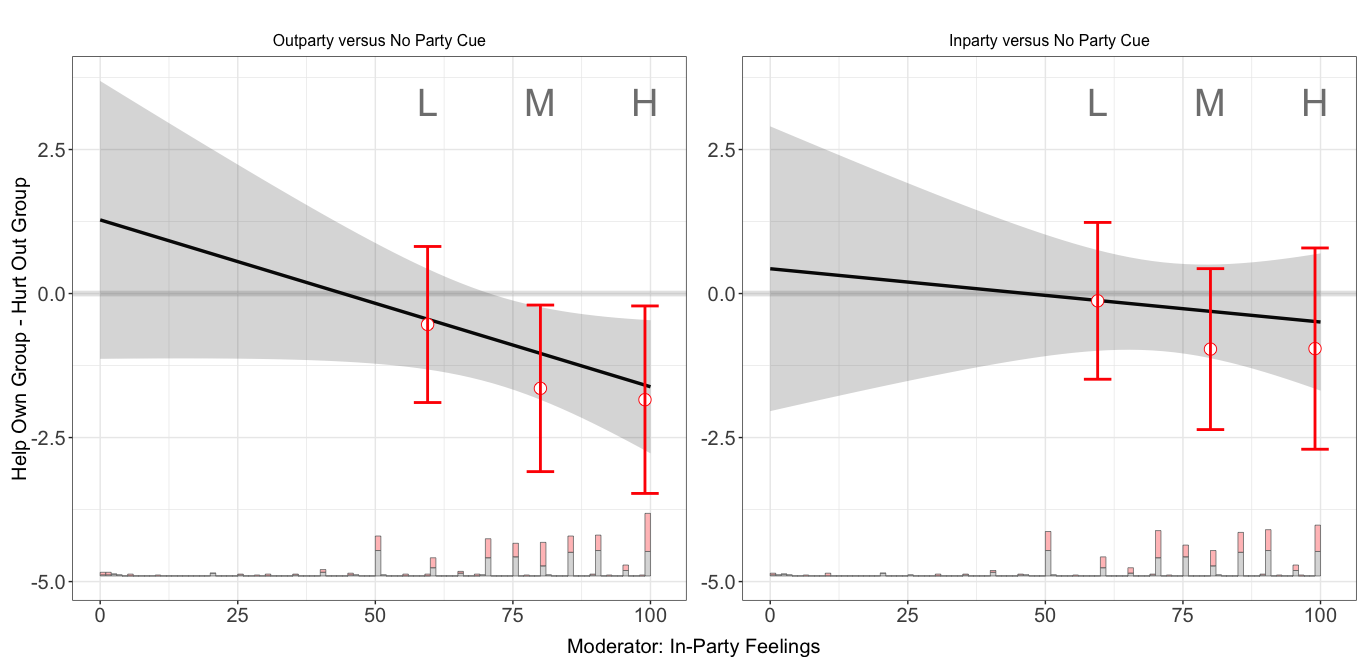 Outparty versus No Party Cue
Inparty versus No Party Cue
Help Own Group - Hurt Out Group
L M H
L M H
2.5
0.0
-2.5
-5.0
2.5
0.0
-2.5
-5.0
0 25 50 75 100
0 25 50 75 100
Moderator: In-Party Feelings